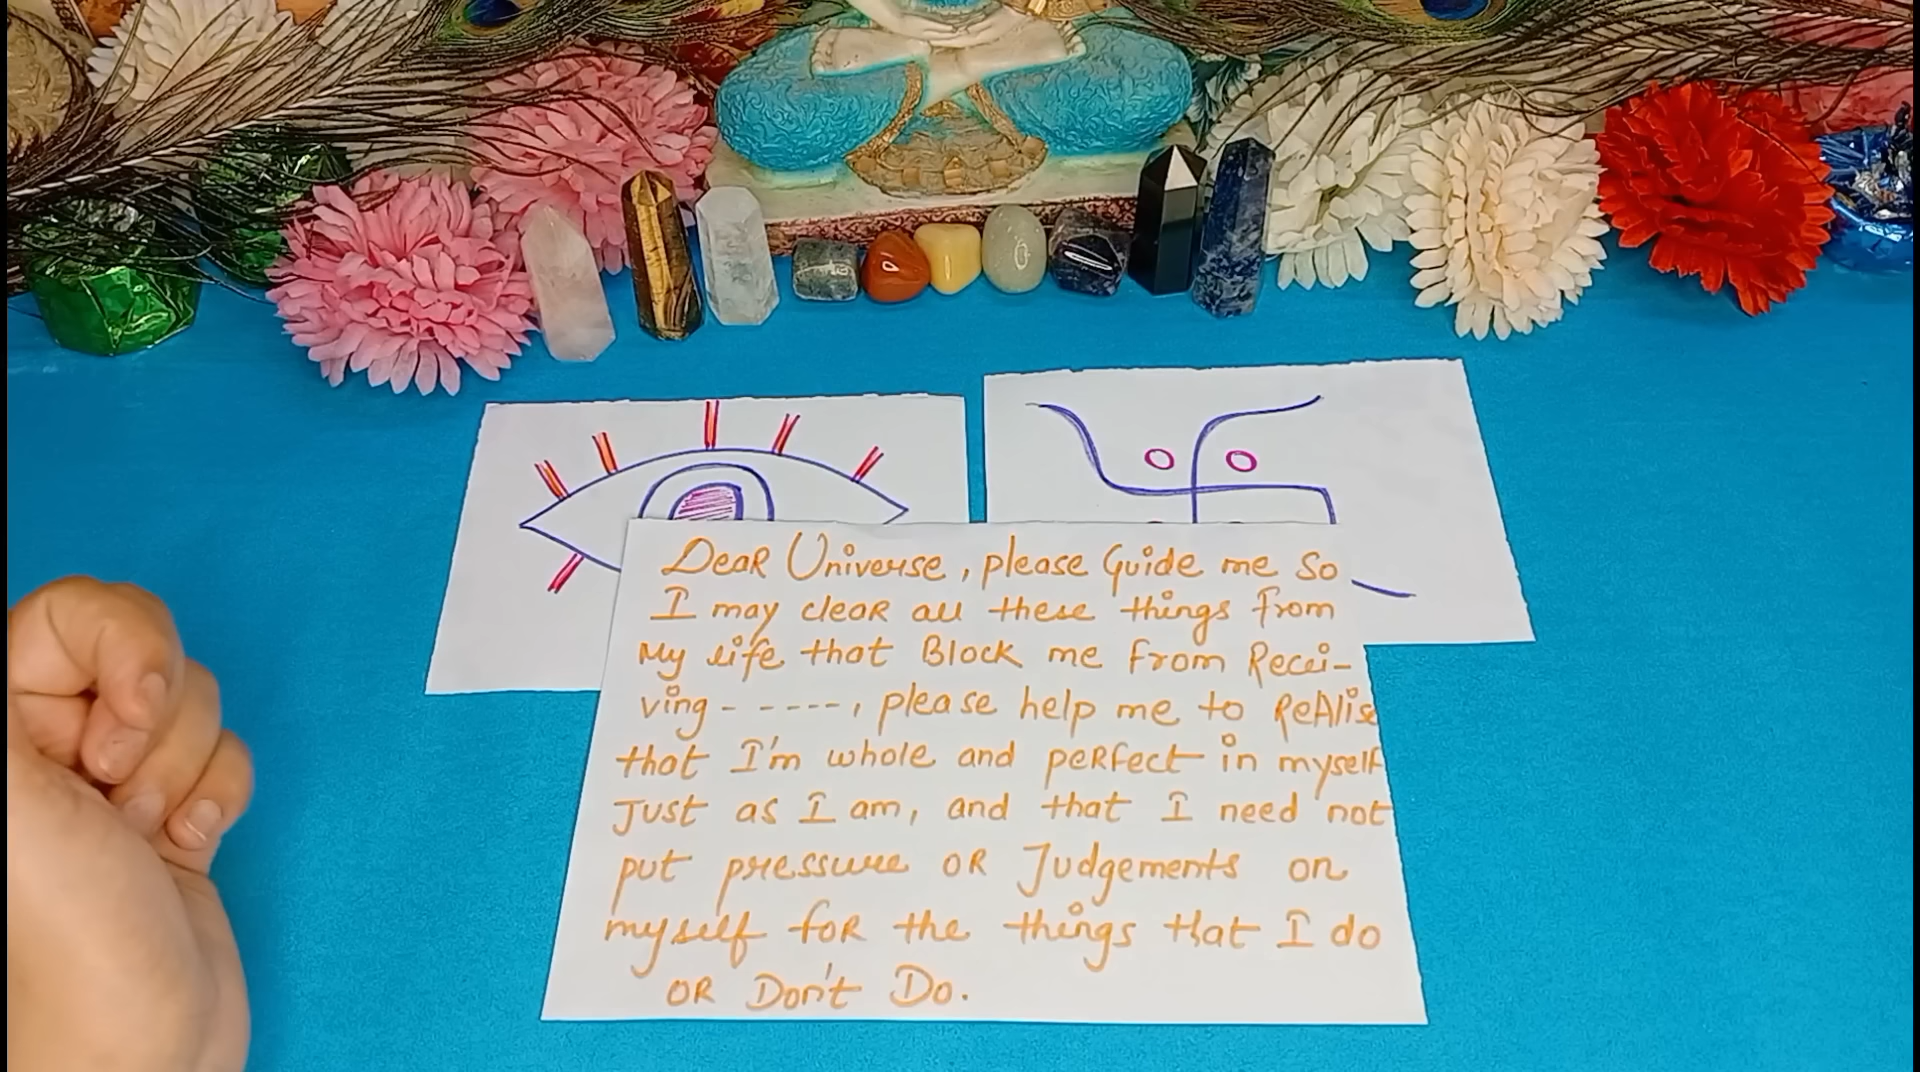 Dear Universe, please Guide me so
I may clear all these things from
my life that Block me from Recei-
ving - - - - - -, please help me to ReAlise
that I'm whole and perfect in myself
Just as I am, and that I need not
put pressure OR Judgements on
myself for the things that I do
OR Don't Do.